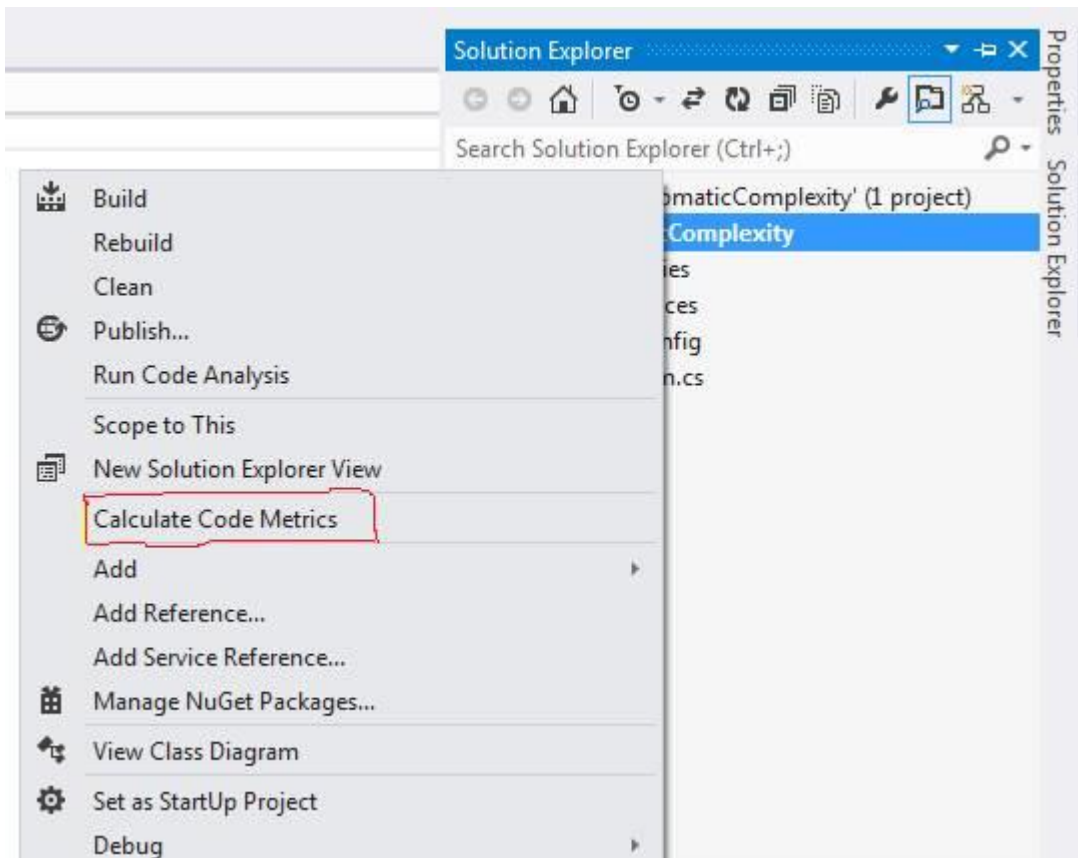 Solution Explorer
Search Solution Explorer (Ctrl+;)
omaticComplexity' (1 project)
Complexity
ies
ces
nfig
n.cs
Build
Rebuild
Clean
Publish...
Run Code Analysis
Scope to This
New Solution Explorer View
Calculate Code Metrics
Add
Add Reference...
Add Service Reference...
Manage NuGet Packages...
View Class Diagram
Set as StartUp Project
Debug
Properties
Solution Explorer